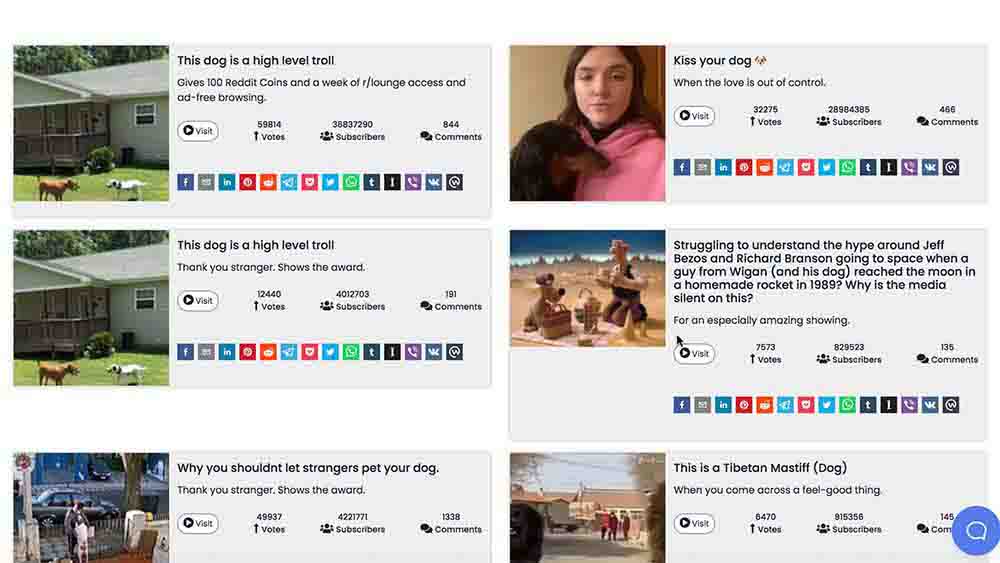 This dog is a high level troll
Gives 100 Reddit Coins and a week of r/lounge access and
ad-free browsing.
Visit
59814
Votes
36837290
Subscribers
844
Comments
Kiss your dog 🐶
When the love is out of control.
Visit
32275
Votes
28984385
Subscribers
466
Comments
This dog is a high level troll
Thank you stranger. Shows the award.
Visit
12440
Votes
4012703
Subscribers
191
Comments
Struggling to understand the hype around Jeff
Bezos and Richard Branson going to space when a
guy from Wigan (and his dog) reached the moon in
a homemade rocket in 1989? Why is the media
silent on this?
For an especially amazing showing.
Visit
7573
Votes
829523
Subscribers
135
Comments
Why you shouldnt let strangers pet your dog.
Thank you stranger. Shows the award.
Visit
49937
Votes
4221771
Subscribers
1338
Comments
This is a Tibetan Mastiff (Dog)
When you come across a feel-good thing.
Visit
6470
Votes
915356
Subscribers
145